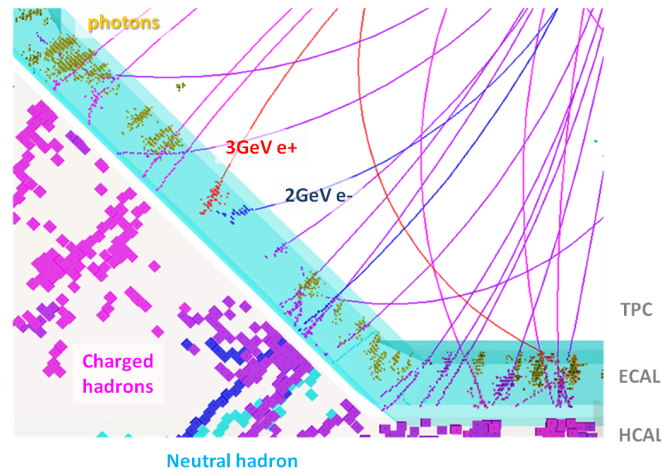 photons
3GeV e+
2GeV e-
TPC
Charged
hadrons
ECAL
HCAL
Neutral hadron